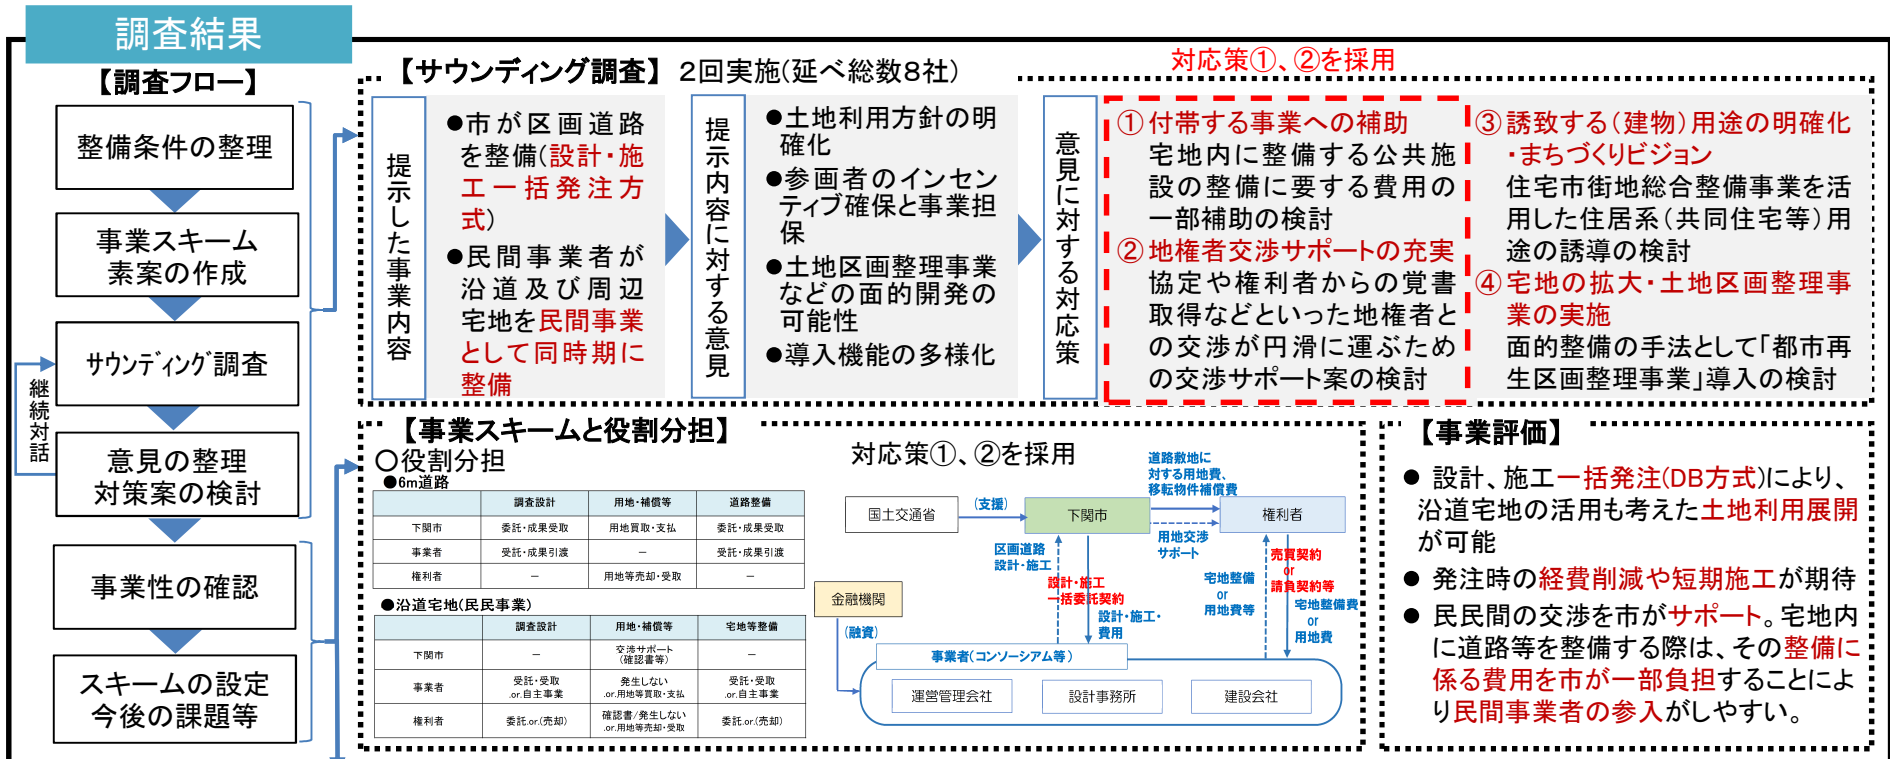 調査結果
【調査フロー】
整備条件の整理
事業スキーム
素案の作成
サウンディング調査
継続対話
意見の整理
対策案の検討
事業性の確認
スキームの設定
今後の課題等
【サウンディング調査】 2回実施(延べ総数8社)
対応策①、②を採用
提示した事業内容
●市が区画道路
を整備(設計・施
工一括発注方
式)
●民間事業者が
沿道及び周辺
宅地を民間事業
として同時期に
整備
提示内容に対する意見
●土地利用方針の明
確化
●参画者のインセン
ティブ確保と事業担
保
●土地区画整理事業
などの面的開発の
可能性
●導入機能の多様化
意見に対する対応策
①付帯する事業への補助
宅地内に整備する公共施
設の整備に要する費用の
一部補助の検討
②地権者交渉サポートの充実
協定や権利者からの覚書
取得などといった地権者と
の交渉が円滑に運ぶため
の交渉サポート案の検討
③誘致する(建物)用途の明確化
・まちづくりビジョン
住宅市街地総合整備事業を活
用した住居系(共同住宅等)用
途の誘導の検討
④宅地の拡大・土地区画整理事
業の実施
面的整備の手法として「都市再
生区画整理事業」導入の検討
【事業スキームと役割分担】
〇役割分担
●6m道路
調査設計 用地・補償等 道路整備
下関市 委託・成果受取 用地買取・支払 委託・成果受取
事業者 受託・成果引渡 － 受託・成果引渡
権利者 － 用地等売却・受取 －
●沿道宅地(民民事業)
調査設計 用地・補償等 宅地等整備
下関市 － 交渉サポート
(確認書等) －
事業者 受託・受取
.or.自主事業 発生しない
.or.用地等買取・支払 受託・受取
.or.自主事業
権利者 委託.or.(売却) 確認書/発生しない
.or.用地等売却・受取 委託.or.(売却)
対応策①、②を採用
国土交通省
(支援)
下関市
道路敷地に
対する用地費、
移転物件補償費
権利者
用地交渉
サポート
区画道路
設計・施工
設計・施工
一括委託契約
設計・施工・
費用
宅地整備
or
用地費等
売買契約
or
請負契約等
宅地整備費
or
用地費
金融機関
(融資)
事業者(コンソーシアム等)
運営管理会社
設計事務所
建設会社
【事業評価】
● 設計、施工一括発注(DB方式)により、
沿道宅地の活用も考えた土地利用展開
が可能
● 発注時の経費削減や短期施工が期待
● 民民間の交渉を市がサポート。宅地内
に道路等を整備する際は、その整備に
係る費用を市が一部負担することによ
り民間事業者の参入がしやすい。